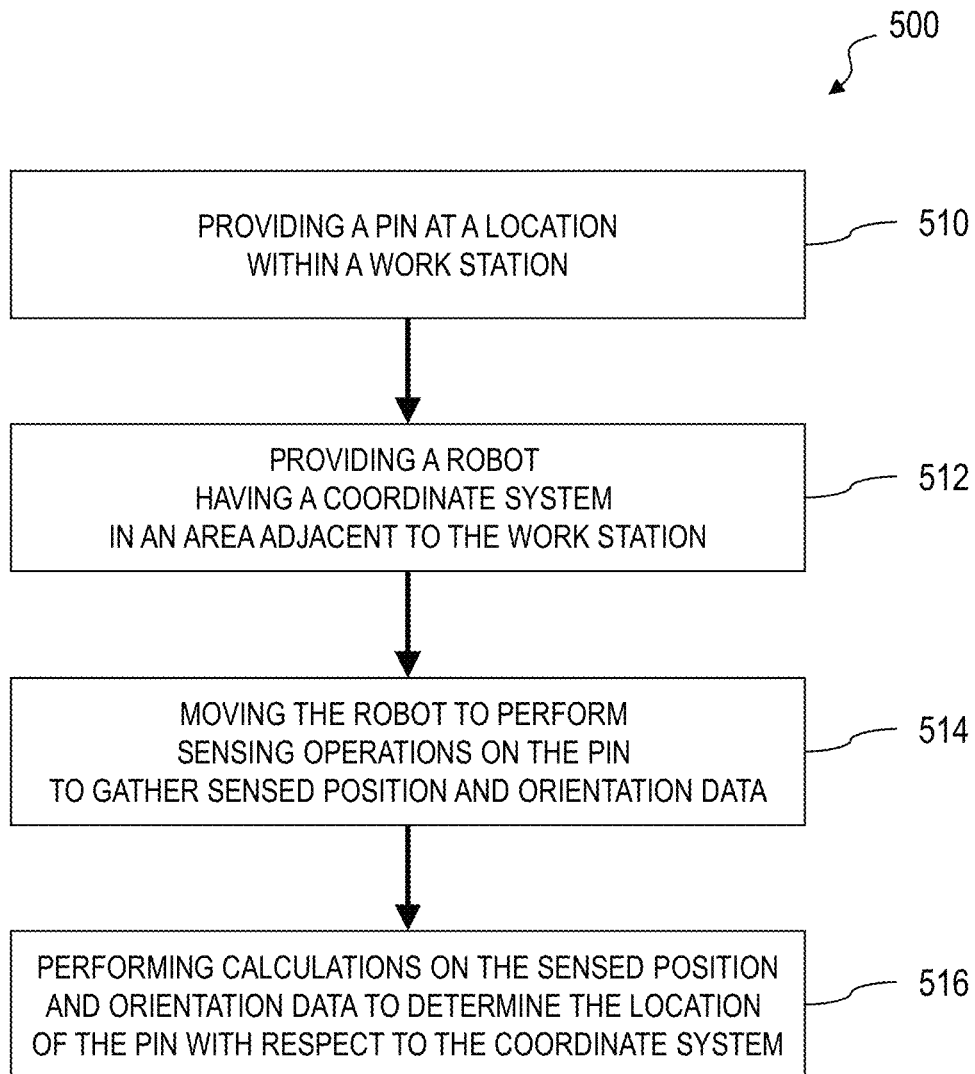 500
PROVIDING A PIN AT A LOCATION
WITHIN A WORK STATION
510
PROVIDING A ROBOT
HAVING A COORDINATE SYSTEM
IN AN AREA ADJACENT TO THE WORK STATION
512
MOVING THE ROBOT TO PERFORM
SENSING OPERATIONS ON THE PIN
TO GATHER SENSED POSITION AND ORIENTATION DATA
514
PERFORMING CALCULATIONS ON THE SENSED POSITION
AND ORIENTATION DATA TO DETERMINE THE LOCATION
OF THE PIN WITH RESPECT TO THE COORDINATE SYSTEM
516